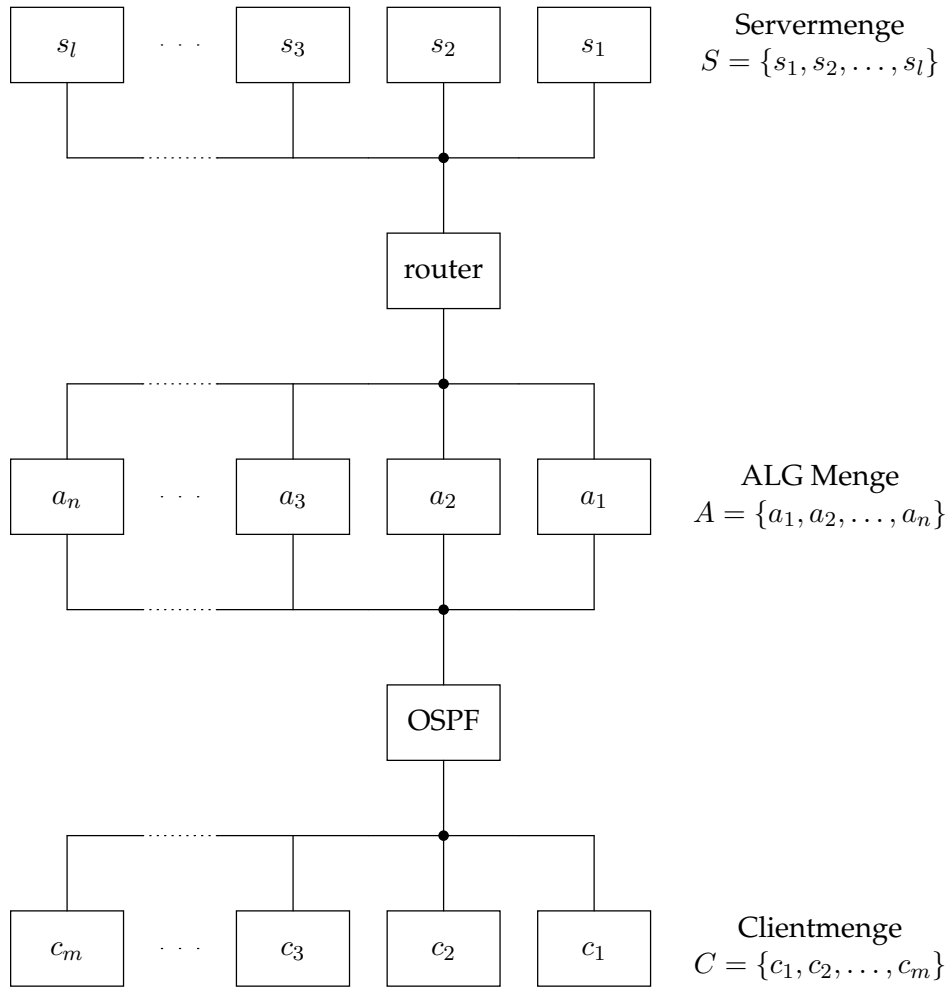 s_l · · · s_3 s_2 s_1
Servermenge
S = {s_1, s_2, . . . , s_l}
router
a_n · · · a_3 a_2 a_1
ALG Menge
A = {a_1, a_2, . . . , a_n}
OSPF
c_m · · · c_3 c_2 c_1
Clientmenge
C = {c_1, c_2, . . . , c_m}